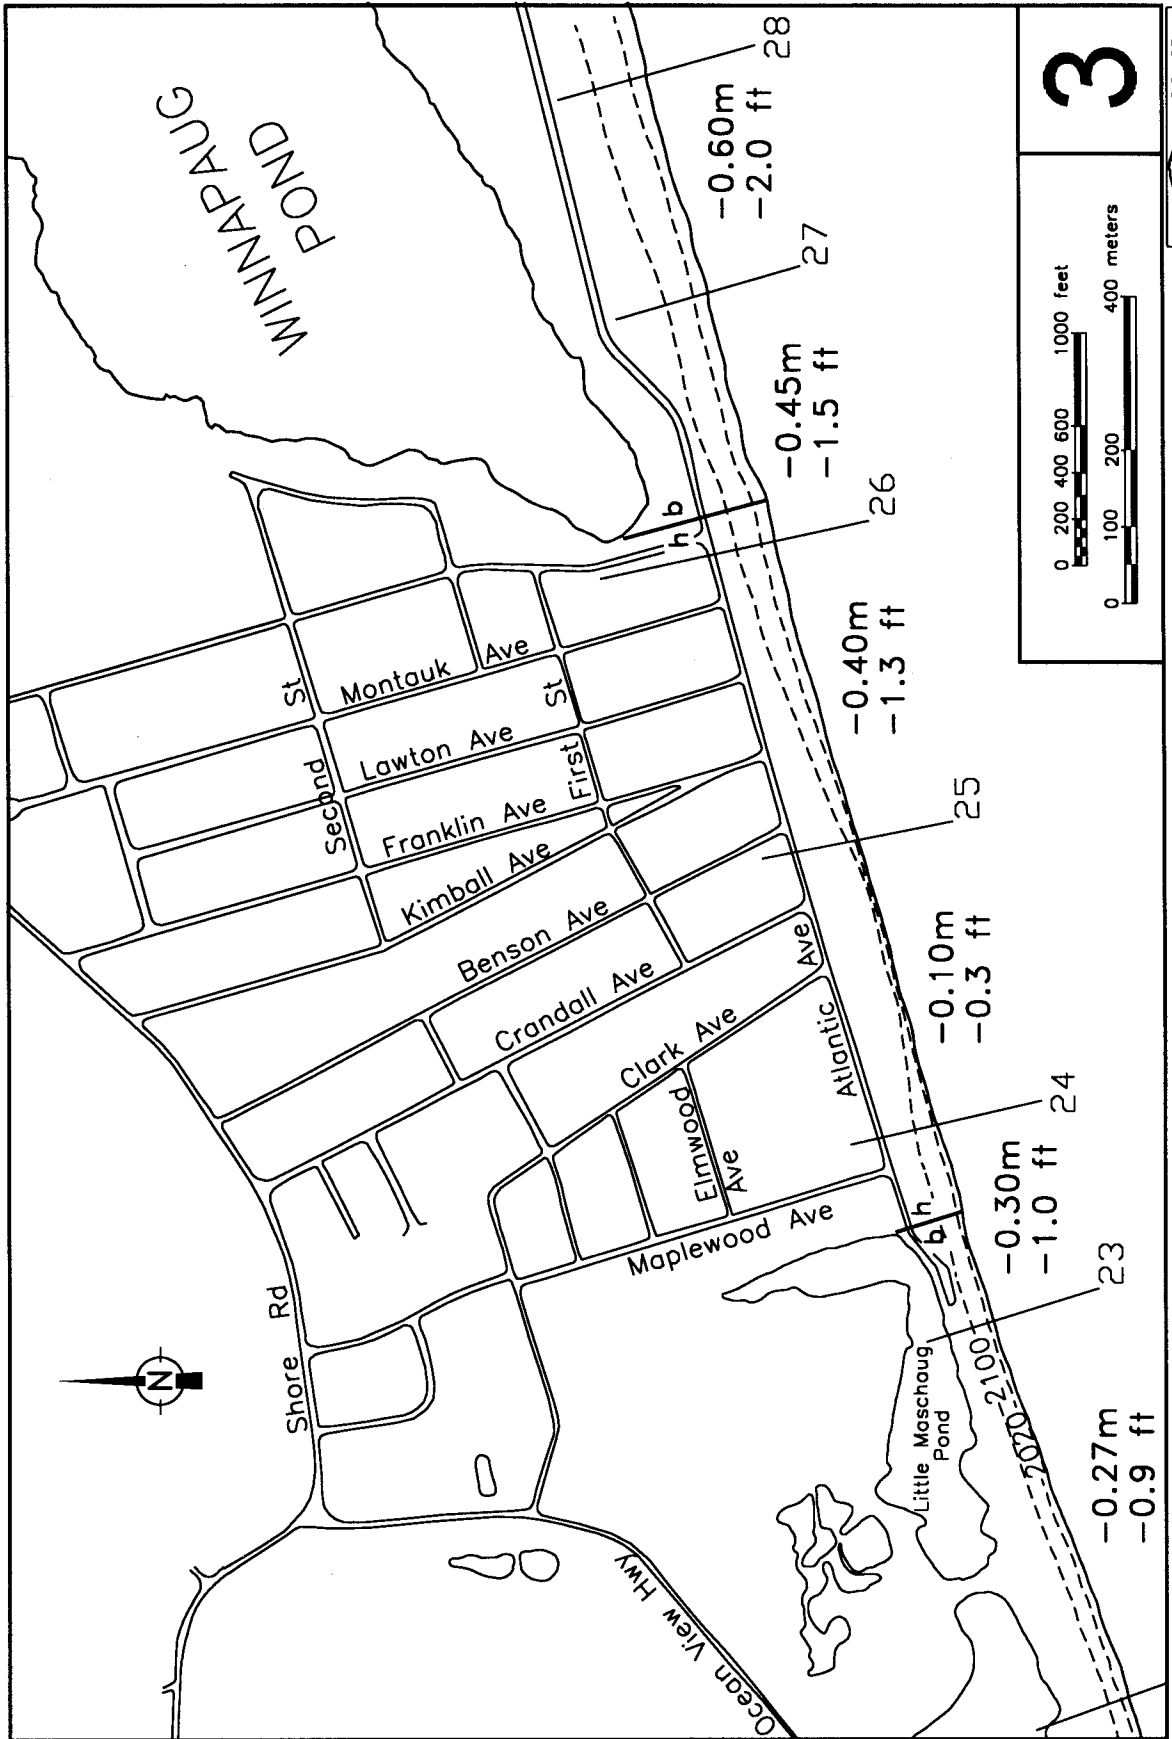 WINNAPAUG
POND
28
-0.60m
-2.0 ft
27
-0.45m
-1.5 ft
26
b
h
-0.40m
-1.3 ft
25
-0.10m
-0.3 ft
24
-0.30m
-1.0 ft
23
-0.27m
-0.9 ft
h
b
2100
2020
Montauk Ave
Lawton Ave
Franklin Ave
Kimball Ave
Benson Ave
Crandall Ave
Clark Ave
Elmwood
Ave
Maplewood Ave
Atlantic Ave
First St
Second St
Shore Rd
Ocean View Hwy
Little Maschaug
Pond
N
3
0 200 400 600 1000 feet
0 100 200 400 meters